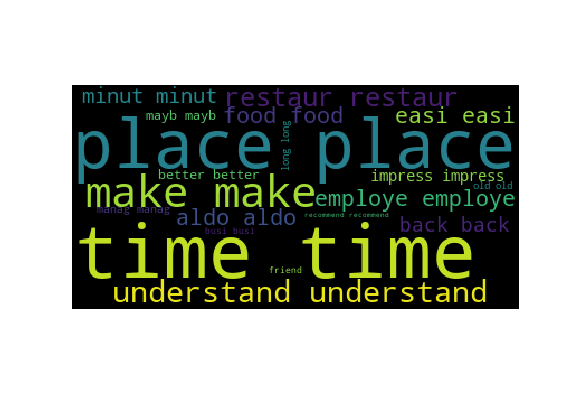 minut minut
restaur restaur
mayb mayb
food food
easi easi
place place
long long
better better
impress impress
old old
make make
employe employe
manag manag
aldo aldo
recommend recommend
back back
busi busi
time time
friend
understand understand